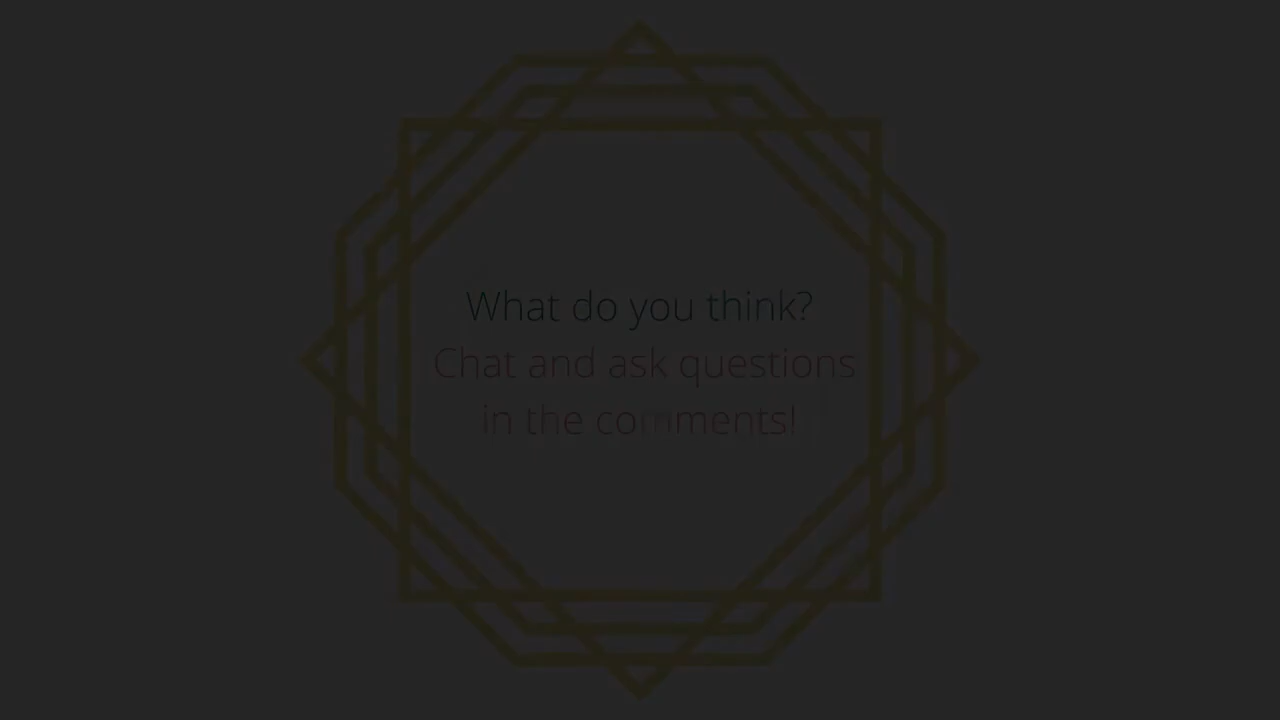 What do you think?
Chat and ask questions
in the comments!